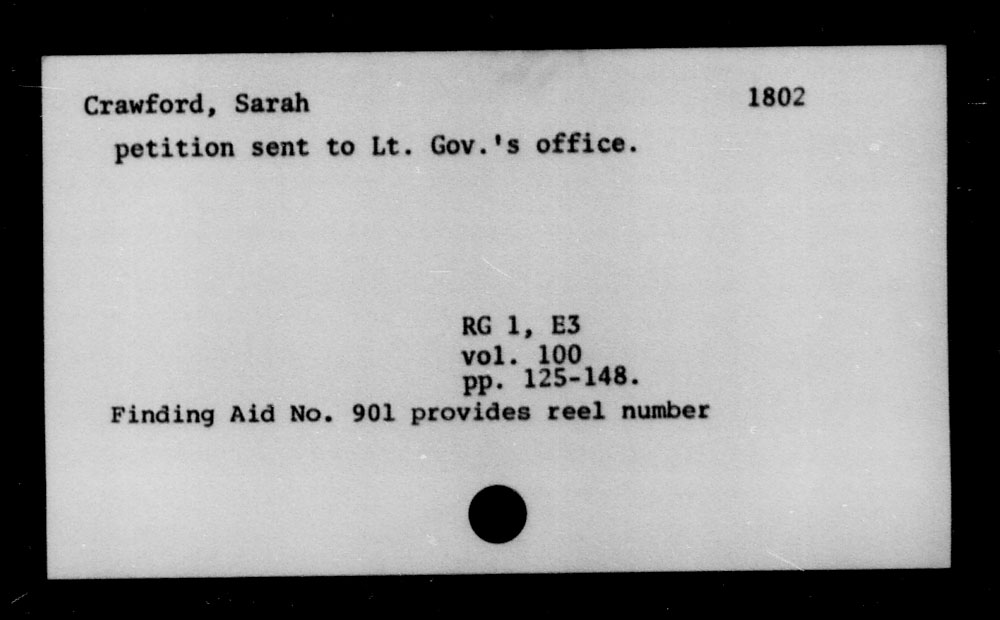 Crawford, Sarah 1802
petition sent to Lt. Gov.'s office.
RG 1, E3
vol. 100
pp. 125-148.
Finding Aid No. 901 provides reel number